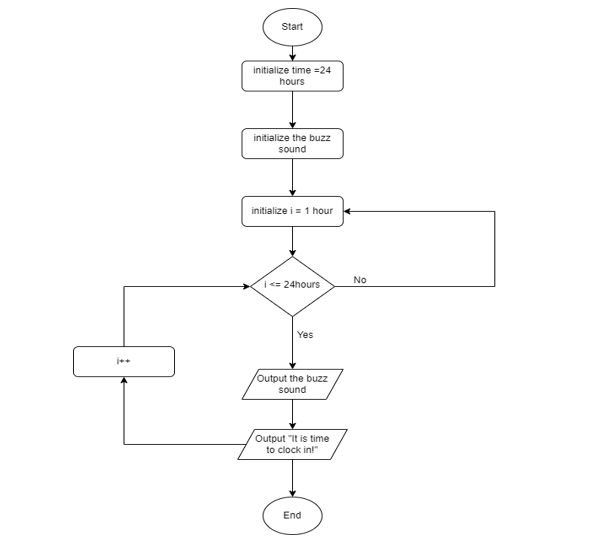 Start
initialize time =24
hours
initialize the buzz
sound
initialize i = 1 hour
i <= 24hours
No
Yes
i++
Output the buzz
sound
Output "It is time
to clock in!"
End